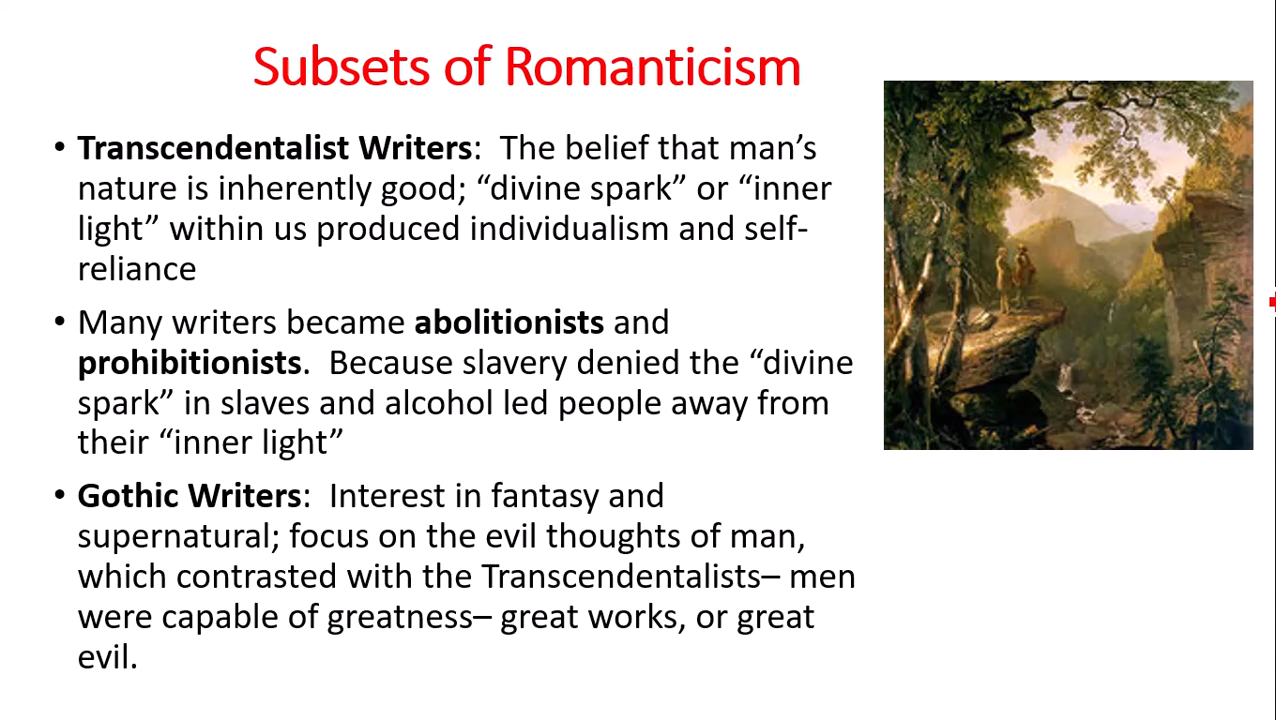 Subsets of Romanticism
• Transcendentalist Writers:  The belief that man’s
nature is inherently good; “divine spark” or “inner
light” within us produced individualism and self-
reliance
• Many writers became abolitionists and
prohibitionists.  Because slavery denied the “divine
spark” in slaves and alcohol led people away from
their “inner light”
• Gothic Writers:  Interest in fantasy and
supernatural; focus on the evil thoughts of man,
which contrasted with the Transcendentalists– men
were capable of greatness– great works, or great
evil.